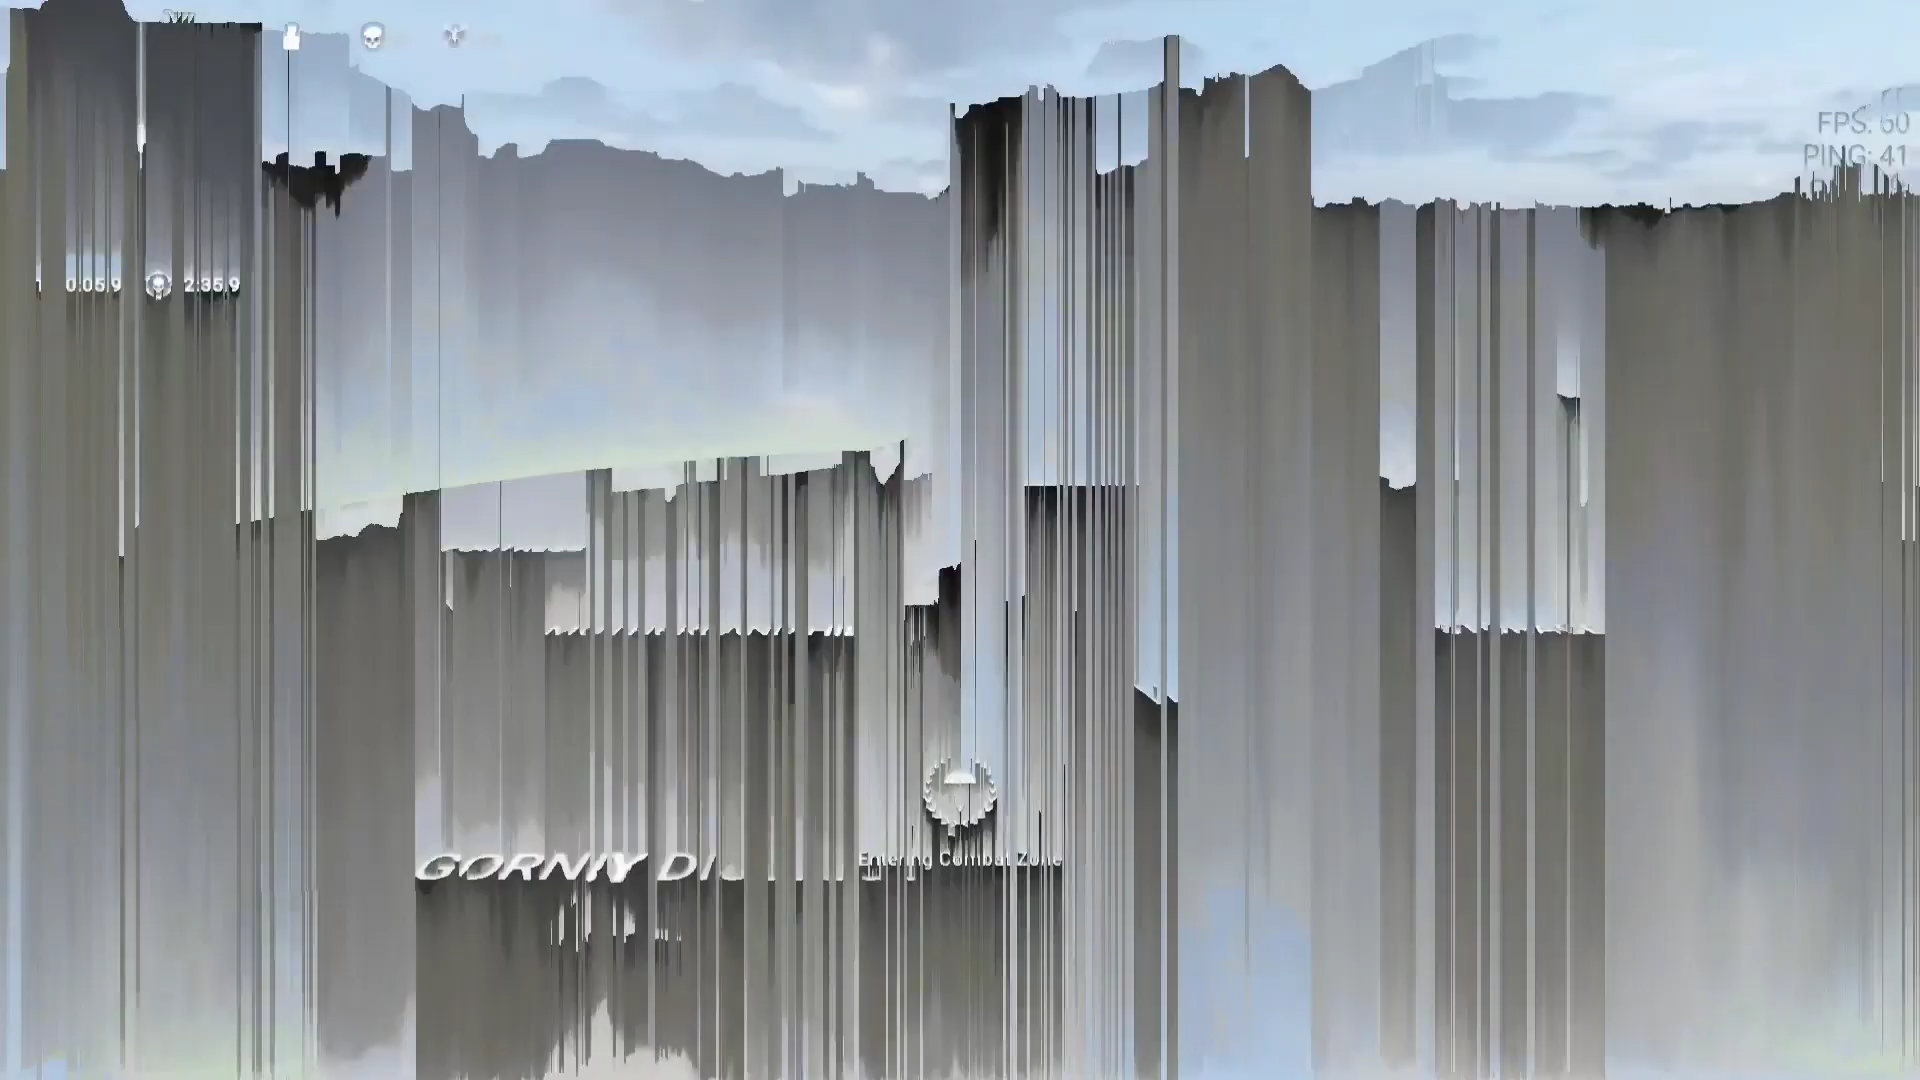 FPS: 60
PING: 41
0:05.9 2:35.9
GORNIY DI
Entering Combat Zone